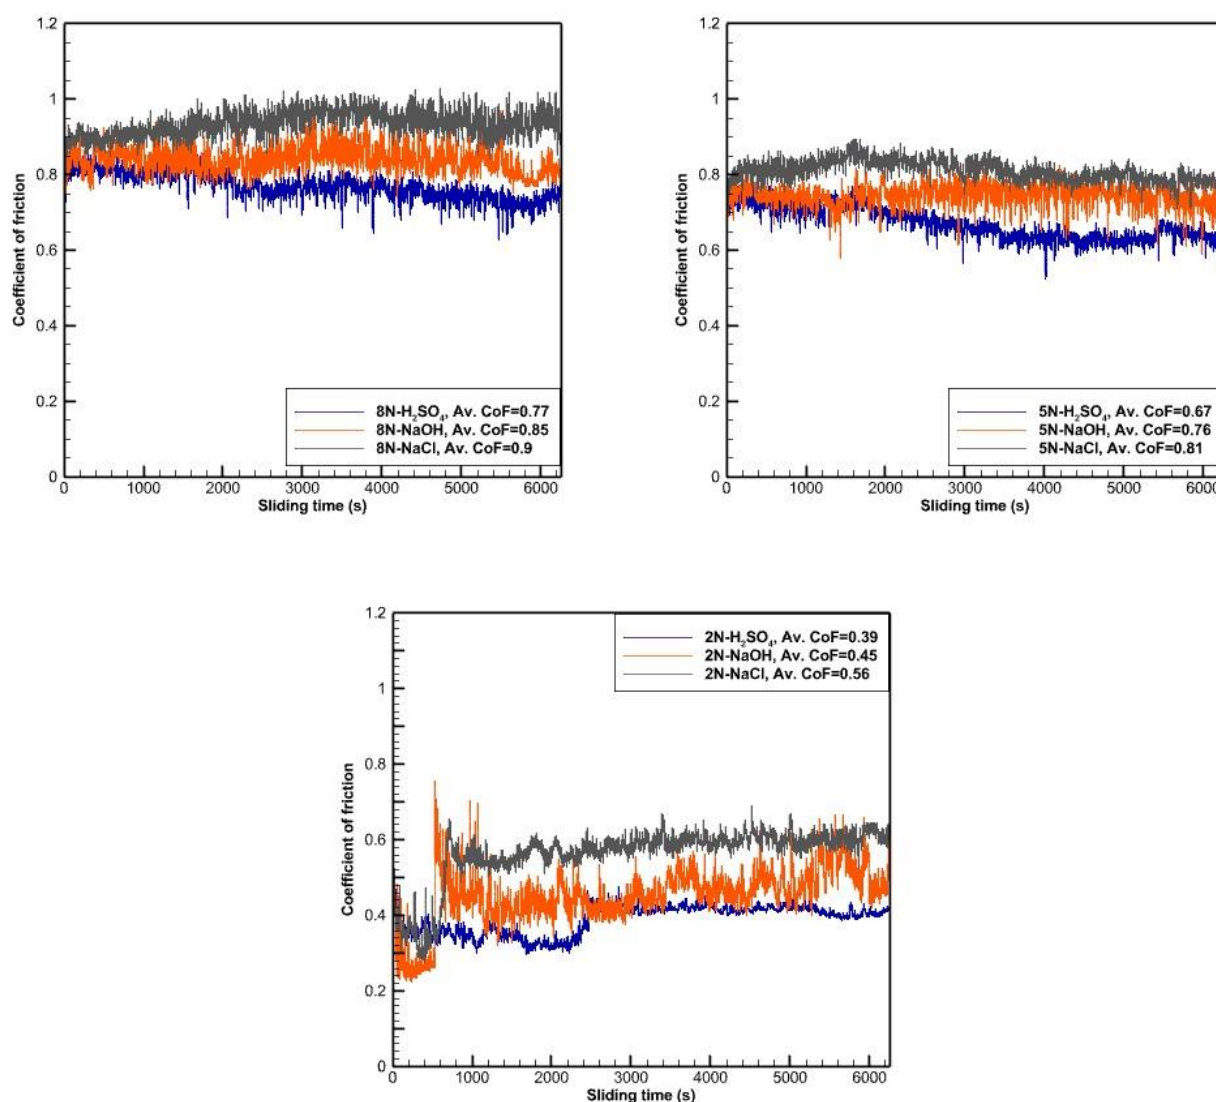 1.2
1
0.8
0.6
0.4
0.2
0
Coefficient of friction
8N-H₂SO₄, Av. CoF=0.77
8N-NaOH, Av. CoF=0.85
8N-NaCl, Av. CoF=0.9
0 1000 2000 3000 4000 5000 6000
Sliding time (s)
1.2
1
0.8
0.6
0.4
0.2
0
Coefficient of friction
5N-H₂SO₄, Av. CoF=0.67
5N-NaOH, Av. CoF=0.76
5N-NaCl, Av. CoF=0.81
0 1000 2000 3000 4000 5000 6000
Sliding time (s)
1.2
1
0.8
0.6
0.4
0.2
0
Coefficient of friction
2N-H₂SO₄, Av. CoF=0.39
2N-NaOH, Av. CoF=0.45
2N-NaCl, Av. CoF=0.56
0 1000 2000 3000 4000 5000 6000
Sliding time (s)